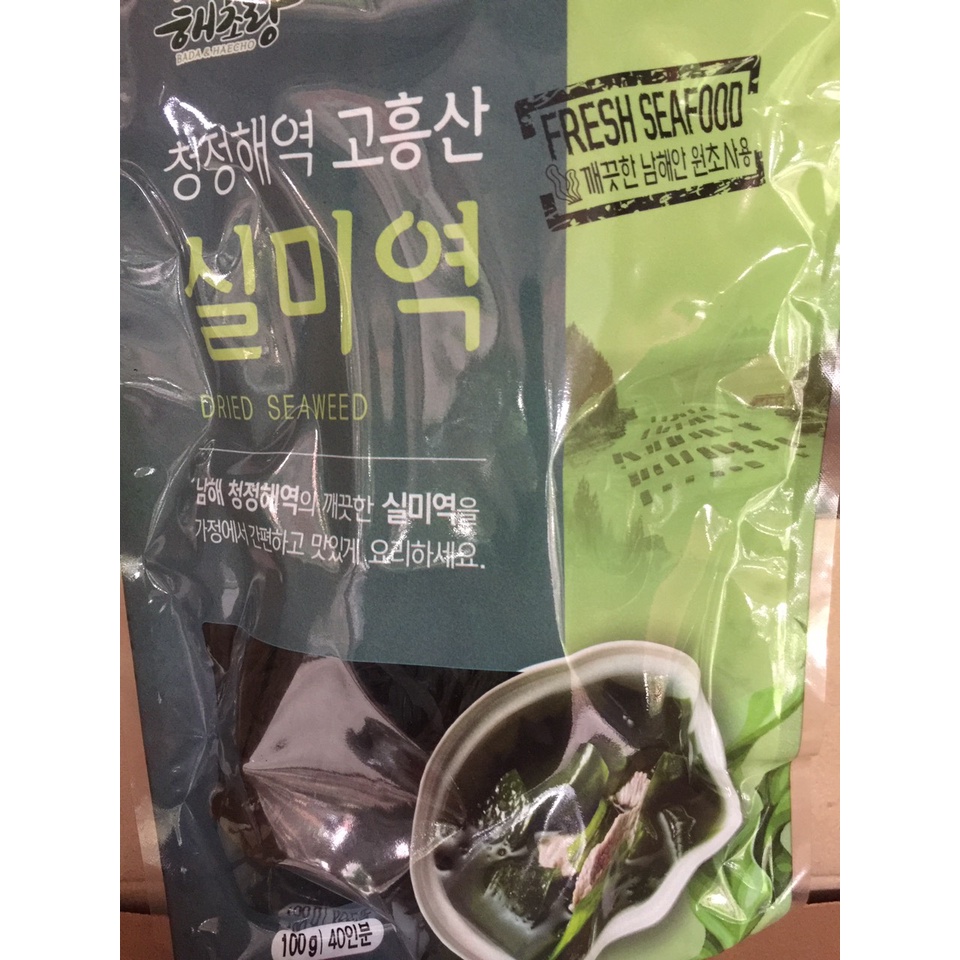 해초랑
BADA & HAECHO
청정해역 고흥산
실미역
DRIED SEAWEED
FRESH SEAFOOD
깨끗한 남해안 원초사용
남해 청정해역의 깨끗한 실미역을
가정에서 간편하고 맛있게 요리하세요.
100g | 40인분